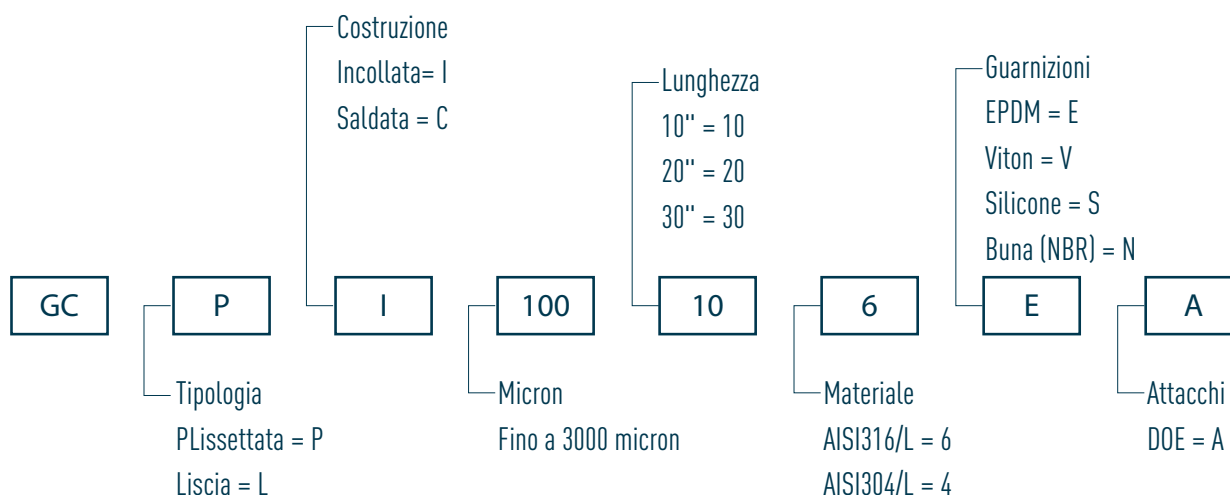 Costruzione
Incollata= I
Saldata = C
Lunghezza
10" = 10
20" = 20
30" = 30
Guarnizioni
EPDM = E
Viton = V
Silicone = S
Buna (NBR) = N
GC P I 100 10 6 E A
Tipologia
PLissettata = P
Liscia = L
Micron
Fino a 3000 micron
Materiale
AISI316/L = 6
AISI304/L = 4
Attacchi
DOE = A